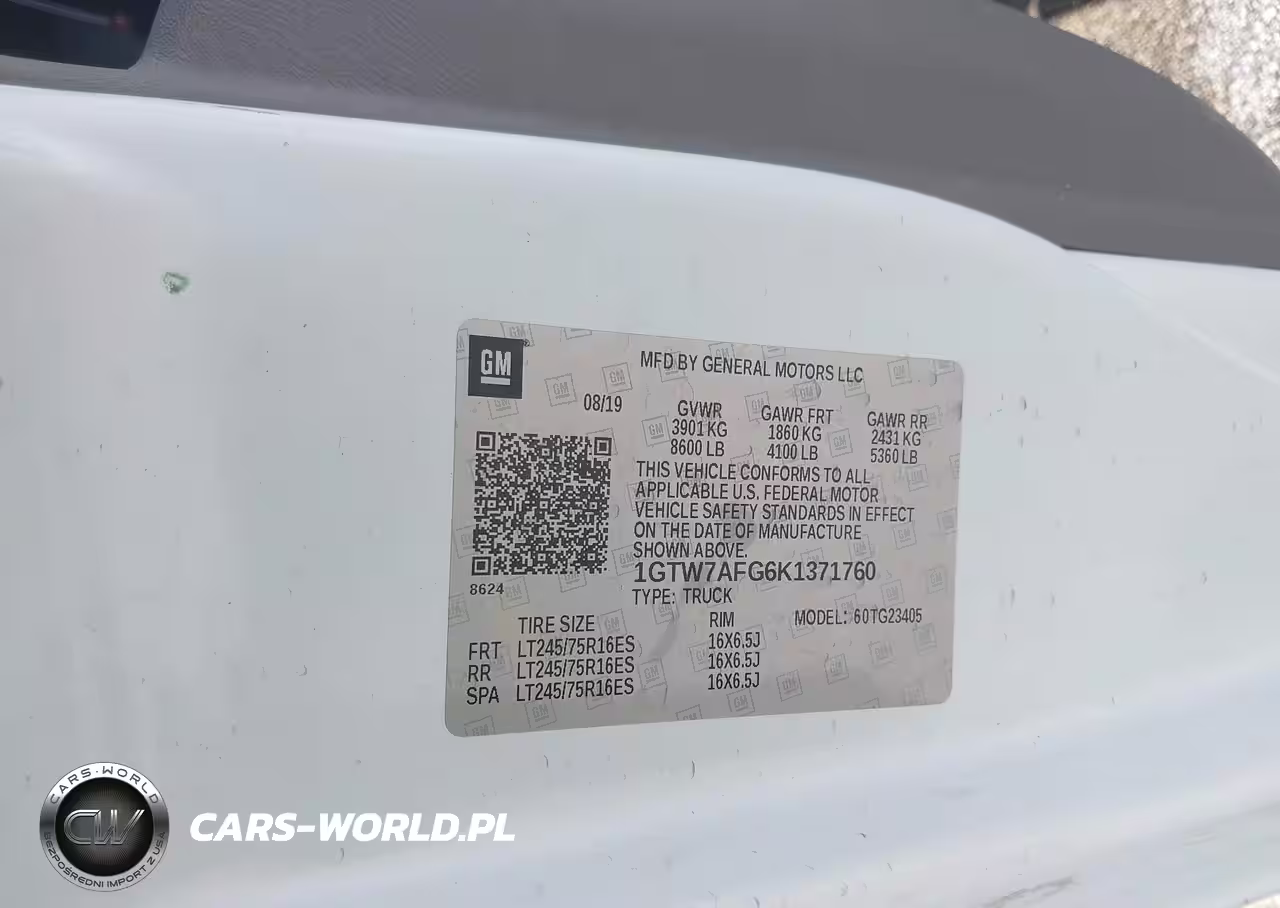 GM
MFD BY GENERAL MOTORS LLC
08/19
GVWR GAWR FRT GAWR RR
3901 KG 1860 KG 2431 KG
8600 LB 4100 LB 5360 LB
THIS VEHICLE CONFORMS TO ALL
APPLICABLE U.S. FEDERAL MOTOR
VEHICLE SAFETY STANDARDS IN EFFECT
ON THE DATE OF MANUFACTURE
SHOWN ABOVE.
1GTW7AFG6K1371760
8624
TYPE: TRUCK
TIRE SIZE RIM MODEL: 60TG23405
FRT LT245/75R16ES 16X6.5J
RR LT245/75R16ES 16X6.5J
SPA LT245/75R16ES 16X6.5J
CARS-WORLD
CW
BEZPOŚREDNI IMPORT Z USA
CARS-WORLD.PL